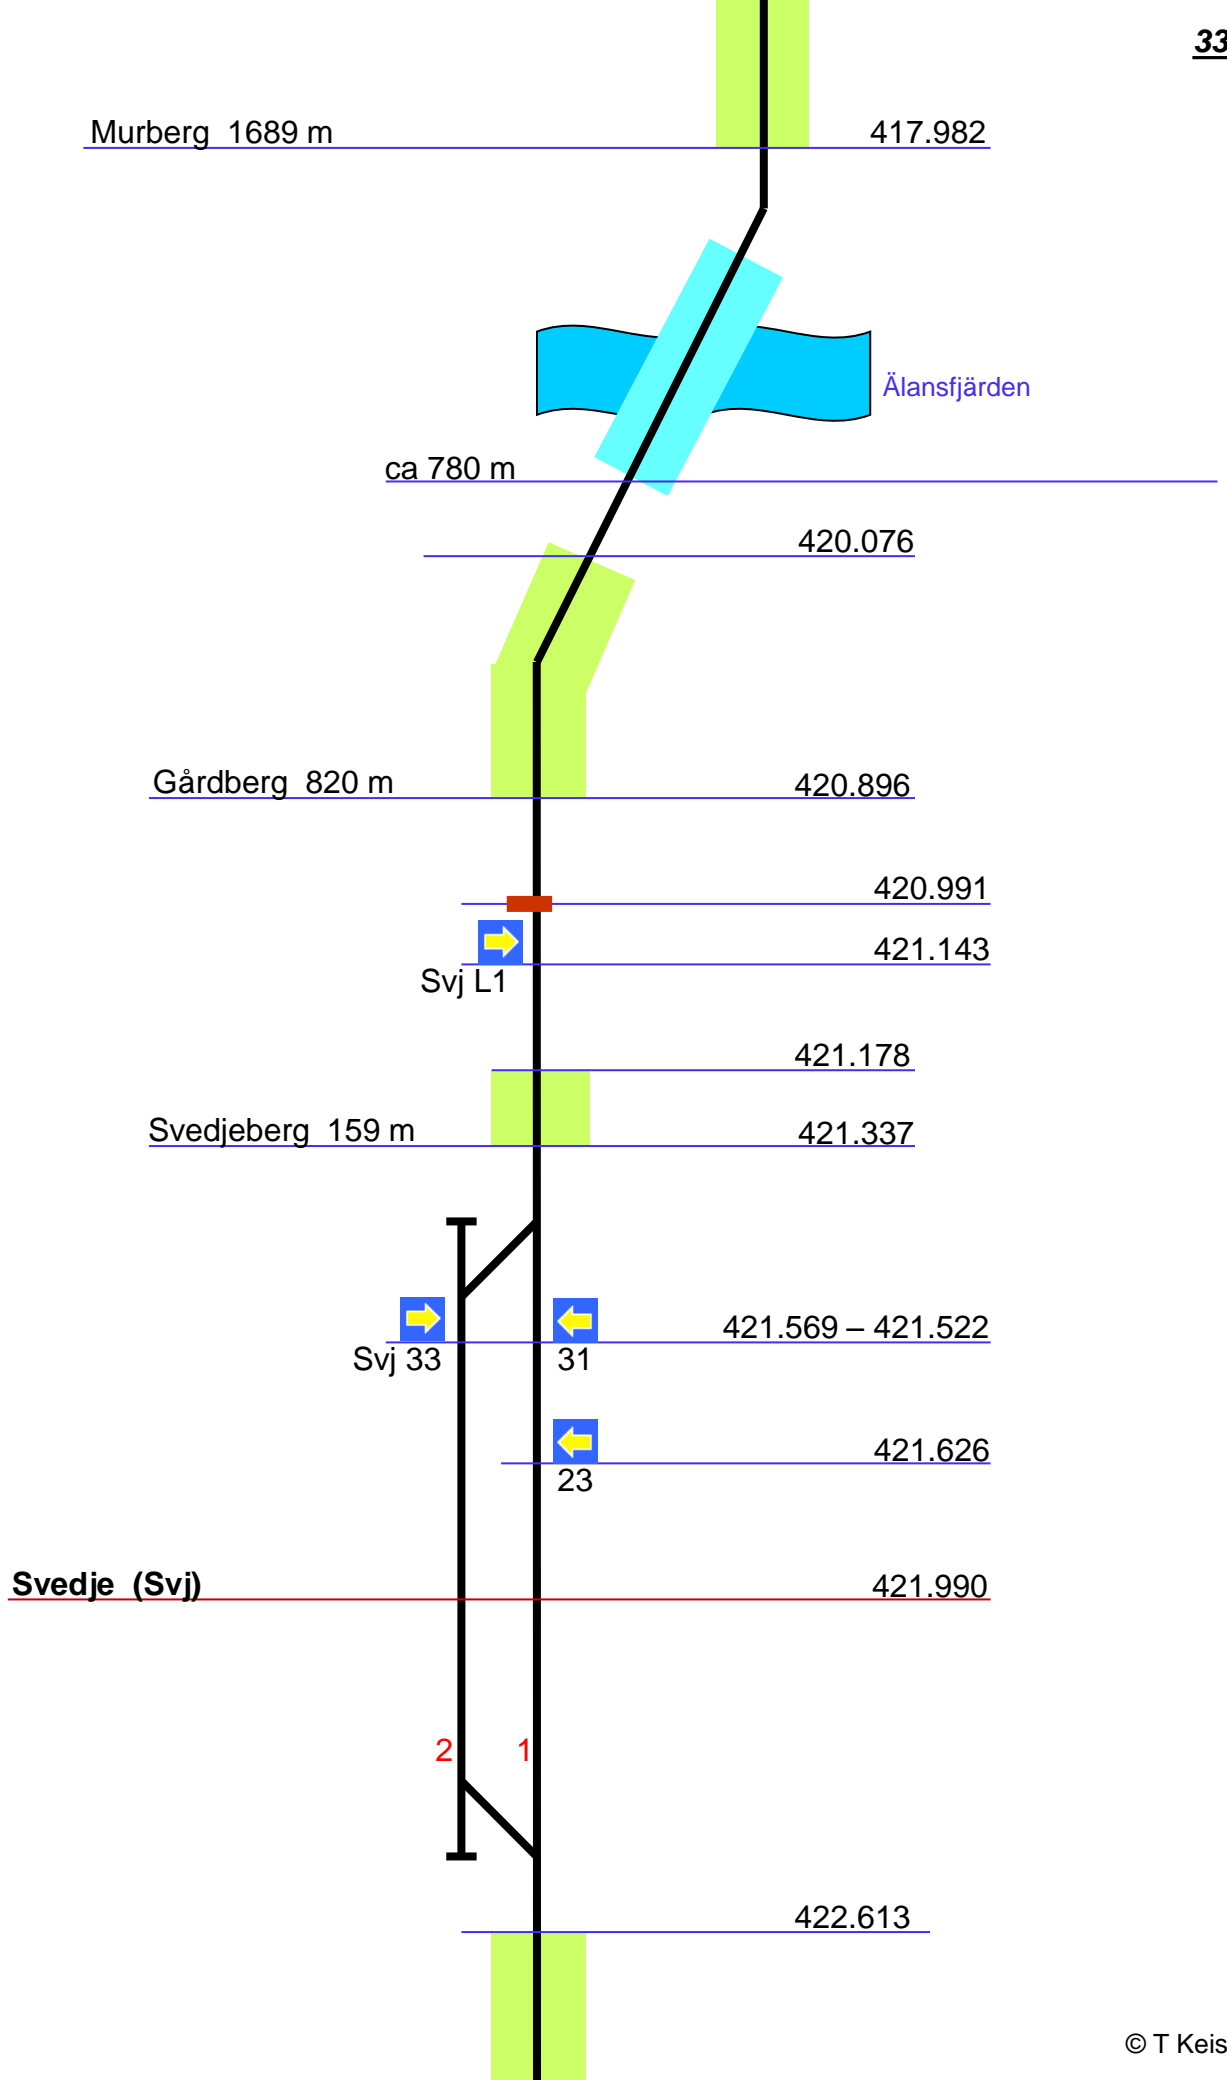 33
Murberg 1689 m 417.982
Älansfjärden
ca 780 m
420.076
Gårdberg 820 m 420.896
420.991
421.143
Svj L1
421.178
Svedjeberg 159 m 421.337
421.569 – 421.522
Svj 33 31
421.626
23
Svedje (Svj) 421.990
2 1
422.613
© T Keis